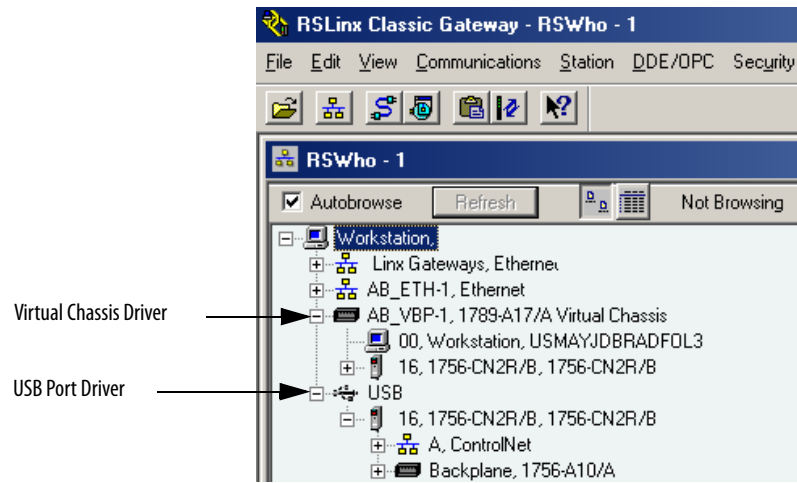 RSLinx Classic Gateway - RSWho - 1
File Edit View Communications Station DDE/OPC Security
RSWho - 1
Autobrowse Refresh Not Browsing
Workstation,
Linx Gateways, Ethernet
AB_ETH-1, Ethernet
Virtual Chassis Driver
AB_VBP-1, 1789-A17/A Virtual Chassis
00, Workstation, USMAYJDBRADFOL3
16, 1756-CN2R/B, 1756-CN2R/B
USB Port Driver
USB
16, 1756-CN2R/B, 1756-CN2R/B
A, ControlNet
Backplane, 1756-A10/A